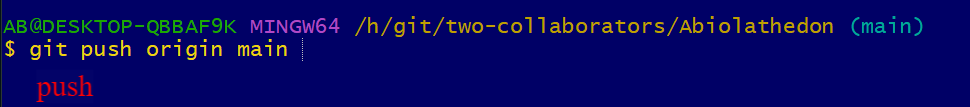 AB@DESKTOP-QBBAF9K MINGW64 /h/git/two-collaborators/Abiolathedon (main)
$ git push origin main
push